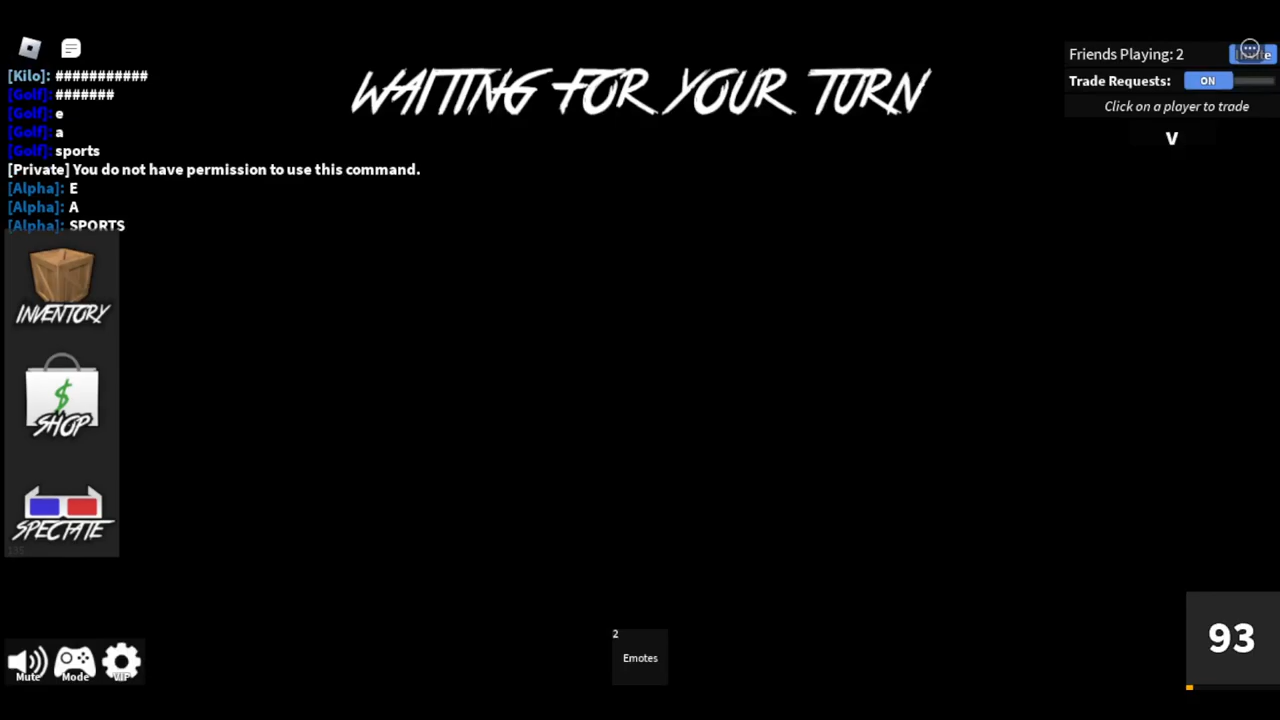 WAITING FOR YOUR TURN
Friends Playing: 2
Trade Requests: ON
Click on a player to trade
v
[Kilo]: ###########
[Golf]: #######
[Golf]: e
[Golf]: a
[Golf]: sports
[Private] You do not have permission to use this command.
[Alpha]: E
[Alpha]: A
[Alpha]: SPORTS
INVENTORY
$
SHOP
SPECTATE
Mute
Mode
VIP
2
Emotes
93